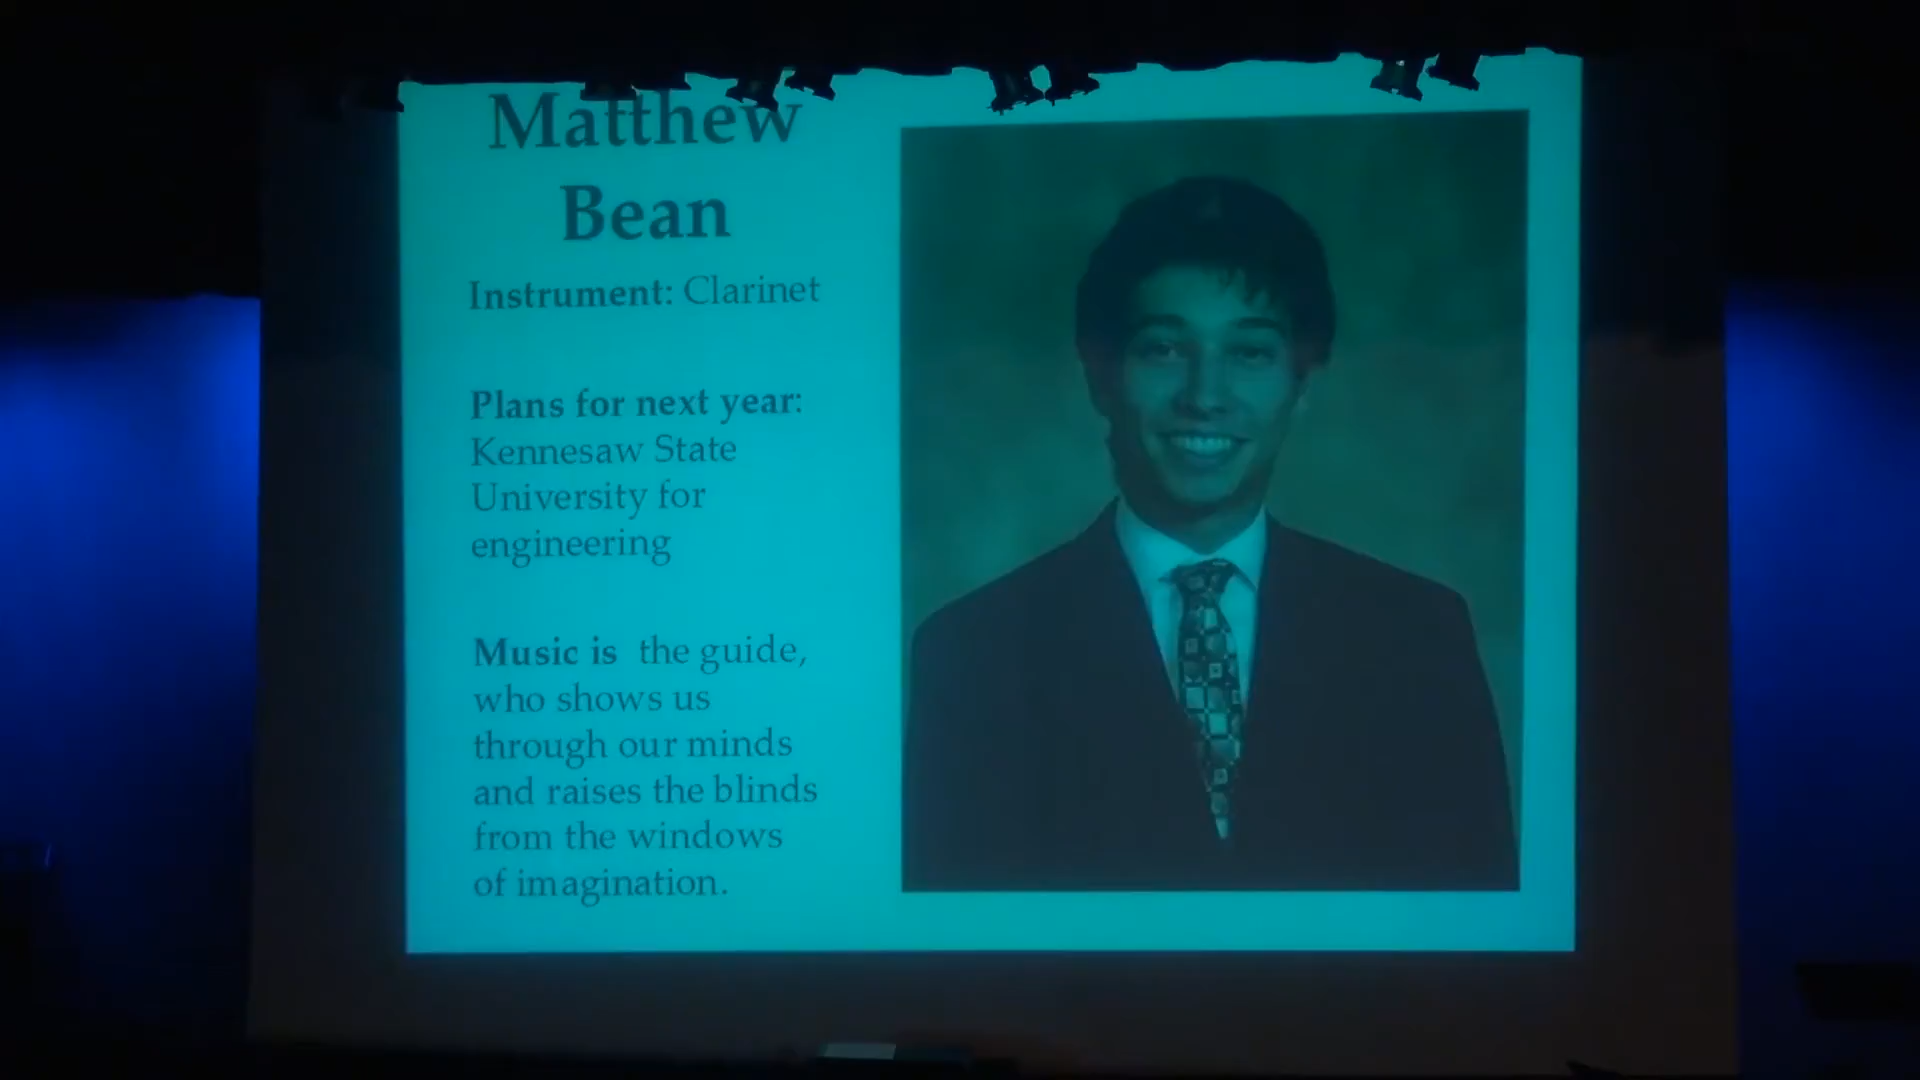 Matthew
Bean
Instrument: Clarinet
Plans for next year:
Kennesaw State
University for
engineering
Music is the guide,
who shows us
through our minds
and raises the blinds
from the windows
of imagination.